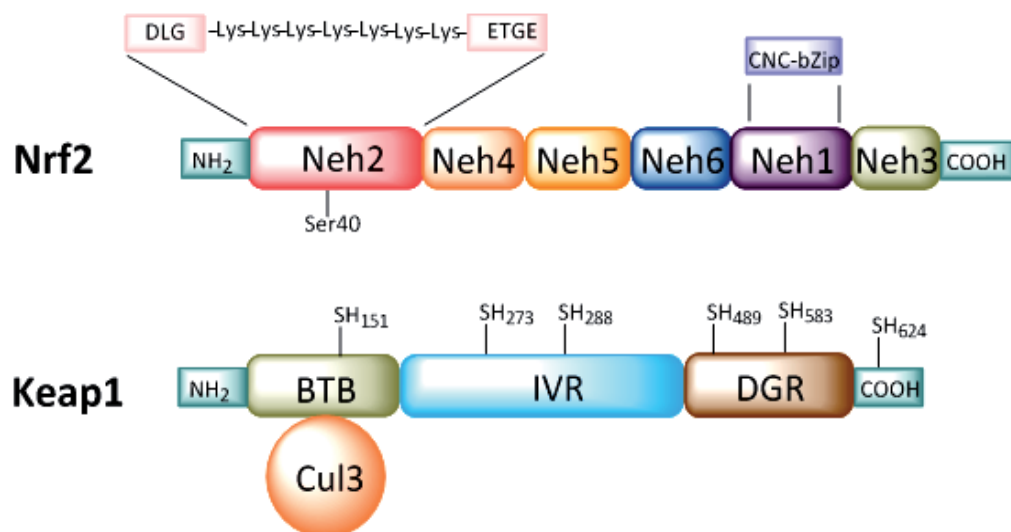 DLG -Lys-Lys-Lys-Lys-Lys-Lys-Lys- ETGE
CNC-bZip
Nrf2 NH2 Neh2 Neh4 Neh5 Neh6 Neh1 Neh3 COOH
Ser40
SH151 SH273 SH288 SH489 SH583 SH624
Keap1 NH2 BTB IVR DGR COOH
Cul3